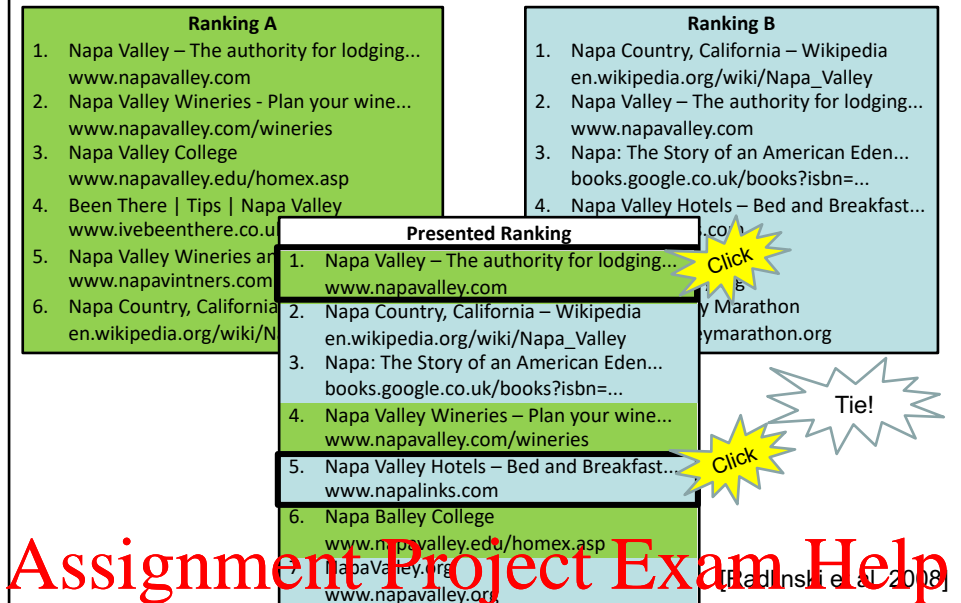 Ranking A
1. Napa Valley – The authority for lodging...
www.napavalley.com
2. Napa Valley Wineries - Plan your wine...
www.napavalley.com/wineries
3. Napa Valley College
www.napavalley.edu/homex.asp
4. Been There | Tips | Napa Valley
www.ivebeenthere.co.u
5. Napa Valley Wineries an
www.napavintners.com
6. Napa Country, California
en.wikipedia.org/wiki/N
Ranking B
1. Napa Country, California – Wikipedia
en.wikipedia.org/wiki/Napa_Valley
2. Napa Valley – The authority for lodging...
www.napavalley.com
3. Napa: The Story of an American Eden...
books.google.co.uk/books?isbn=...
4. Napa Valley Hotels – Bed and Breakfast...
Marathon
ymarathon.org
Presented Ranking
1. Napa Valley – The authority for lodging...
www.napavalley.com
2. Napa Country, California – Wikipedia
en.wikipedia.org/wiki/Napa_Valley
3. Napa: The Story of an American Eden...
books.google.co.uk/books?isbn=...
4. Napa Valley Wineries – Plan your wine...
www.napavalley.com/wineries
5. Napa Valley Hotels – Bed and Breakfast...
www.napalinks.com
6. Napa Balley College
www.napavalley.edu/homex.asp
7. NapaValley.org
www.napavalley.org
Click
Tie!
Click
Assignment Project Exam Help
[Radlinski et al. 2008]